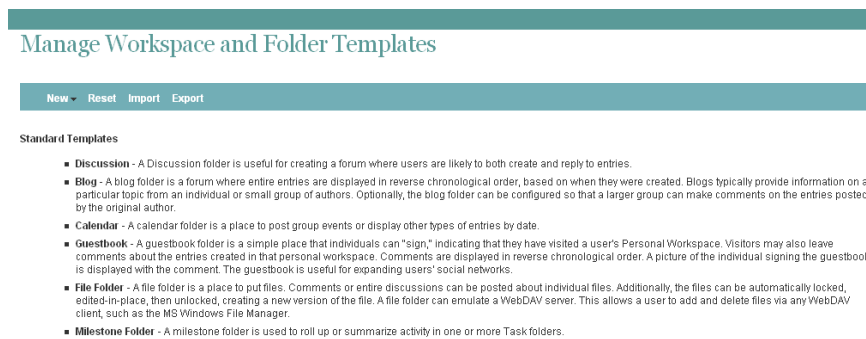 Manage Workspace and Folder Templates
New Reset Import Export
Standard Templates
Discussion - A Discussion folder is useful for creating a forum where users are likely to both create and reply to entries.
Blog - A blog folder is a forum where entire entries are displayed in reverse chronological order, based on when they were created. Blogs typically provide information on a
particular topic from an individual or small group of authors. Optionally, the blog folder can be configured so that a larger group can make comments on the entries posted
by the original author.
Calendar - A calendar folder is a place to post group events or display other types of entries by date.
Guestbook - A guestbook folder is a simple place that individuals can "sign," indicating that they have visited a user's Personal Workspace. Visitors may also leave
comments about the entries created in that personal workspace. Comments are displayed in reverse chronological order. A picture of the individual signing the guestbook
is displayed with the comment. The guestbook is useful for expanding users' social networks.
File Folder - A file folder is a place to put files. Comments or entire discussions can be posted about individual files. Additionally, the files can be automatically locked,
edited-in-place, then unlocked, creating a new version of the file. A file folder can emulate a WebDAV server. This allows a user to add and delete files via any WebDAV
client, such as the MS Windows File Manager.
Milestone Folder - A milestone folder is used to roll up or summarize activity in one or more Task folders.